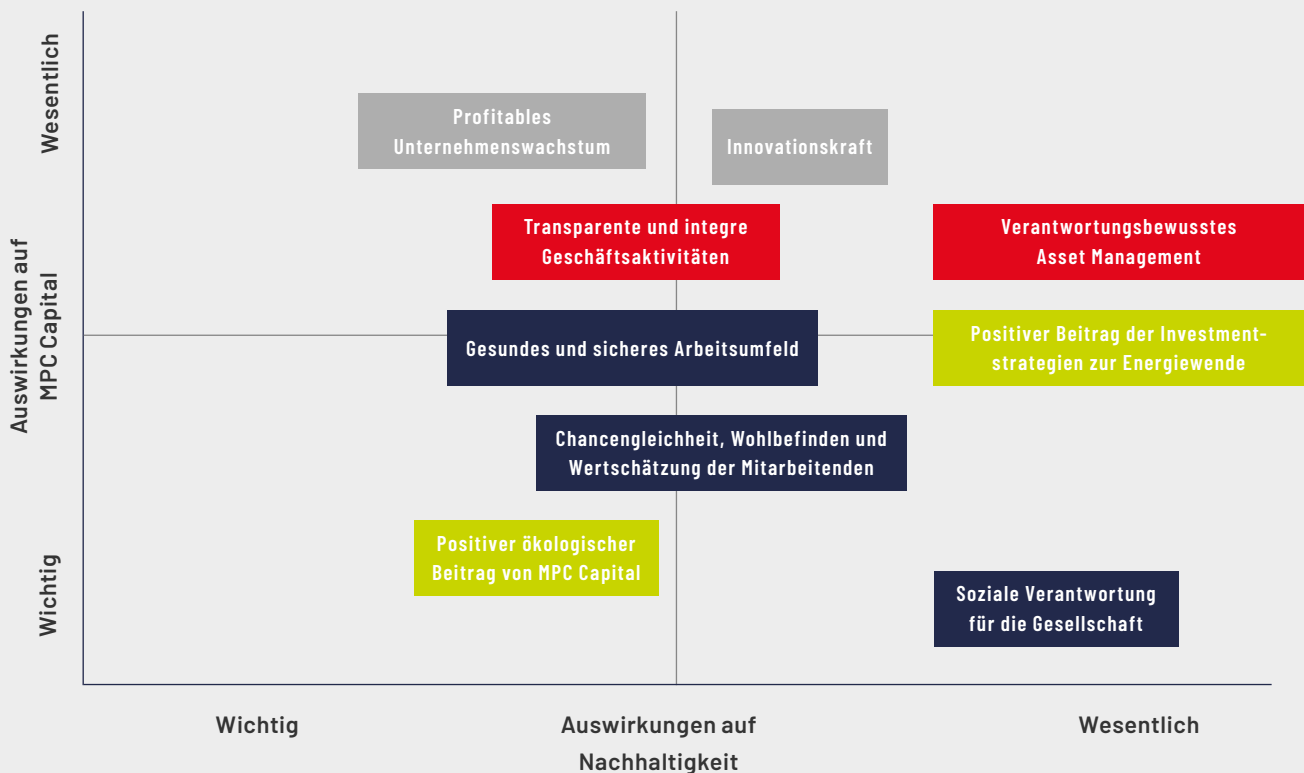 Wesentlich
Auswirkungen auf
MPC Capital
Wichtig
Profitables
Unternehmenswachstum
Innovationskraft
Transparente und integre
Geschäftsaktivitäten
Verantwortungsbewusstes
Asset Management
Gesundes und sicheres Arbeitsumfeld
Positiver Beitrag der Investment-
strategien zur Energiewende
Chancengleichheit, Wohlbefinden und
Wertschätzung der Mitarbeitenden
Positiver ökologischer
Beitrag von MPC Capital
Soziale Verantwortung
für die Gesellschaft
Wichtig
Auswirkungen auf
Nachhaltigkeit
Wesentlich